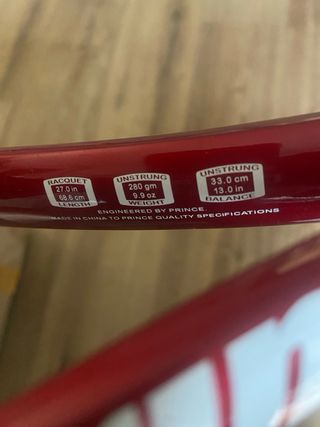 RACQUET
27.0 in
68.6 cm
LENGTH
UNSTRUNG
280 gm
9.9 oz
WEIGHT
UNSTRUNG
33.0 cm
13.0 in
BALANCE
ENGINEERED BY PRINCE
MADE IN CHINA TO PRINCE QUALITY SPECIFICATIONS